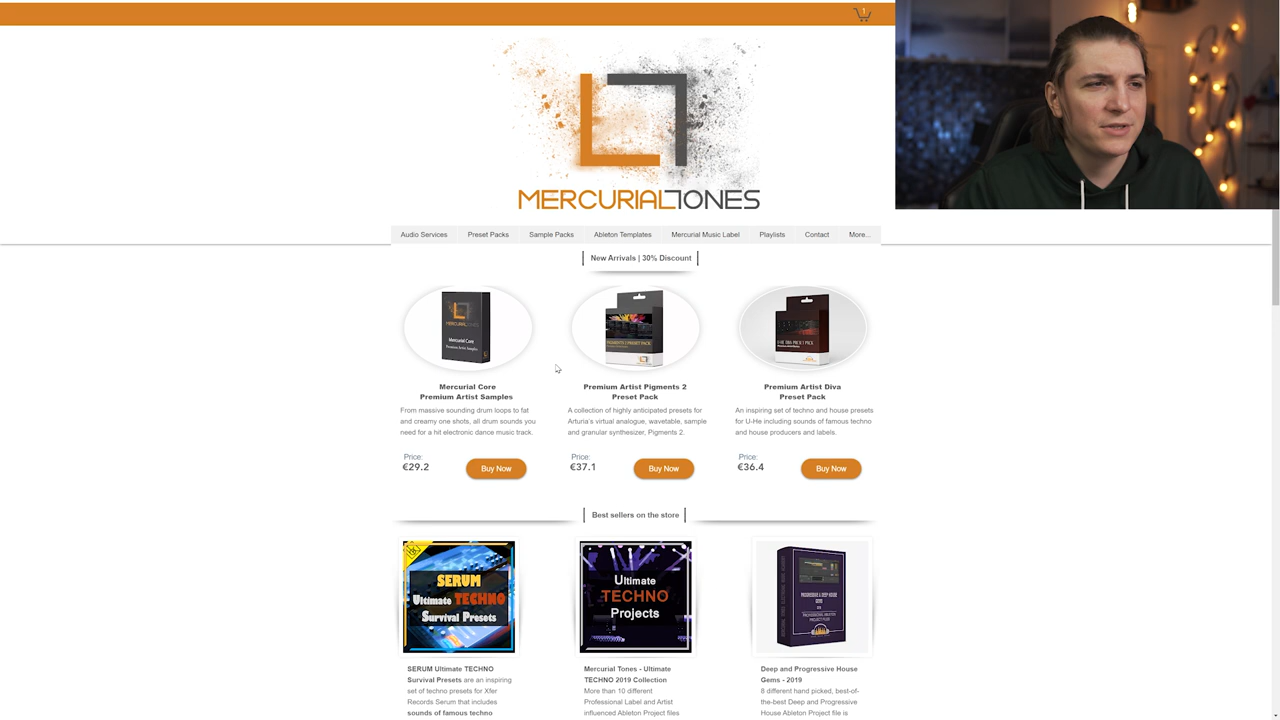 1
MERCURIALTONES
Audio Services
Preset Packs
Sample Packs
Ableton Templates
Mercurial Music Label
Playlists
Contact
More...
New Arrivals | 30% Discount
Mercurial Core
Premium Artist Samples
From massive sounding drum loops to fat
and creamy one shots, all drum sounds you
need for a hit electronic dance music track.
Price:
€29.2
Buy Now
Premium Artist Pigments 2
Preset Pack
A collection of highly anticipated presets for
Arturia's virtual analogue, wavetable, sample
and granular synthesizer, Pigments 2.
Price:
€37.1
Buy Now
Premium Artist Diva
Preset Pack
An inspiring set of techno and house presets
for U-He including sounds of famous techno
and house producers and labels.
Price:
€36.4
Buy Now
Best sellers on the store
SERUM
Ultimate TECHNO
Survival Presets
SERUM Ultimate TECHNO
Survival Presets are an inspiring
set of techno presets for Xfer
Records Serum that includes
sounds of famous techno
Ultimate
TECHNO
Projects
Mercurial Tones - Ultimate
TECHNO 2019 Collection
More than 10 different
Professional Label and Artist
influenced Ableton Project files
Deep and Progressive House
Gems - 2019
8 different hand picked, best-of-
the-best Deep and Progressive
House Ableton Project file is